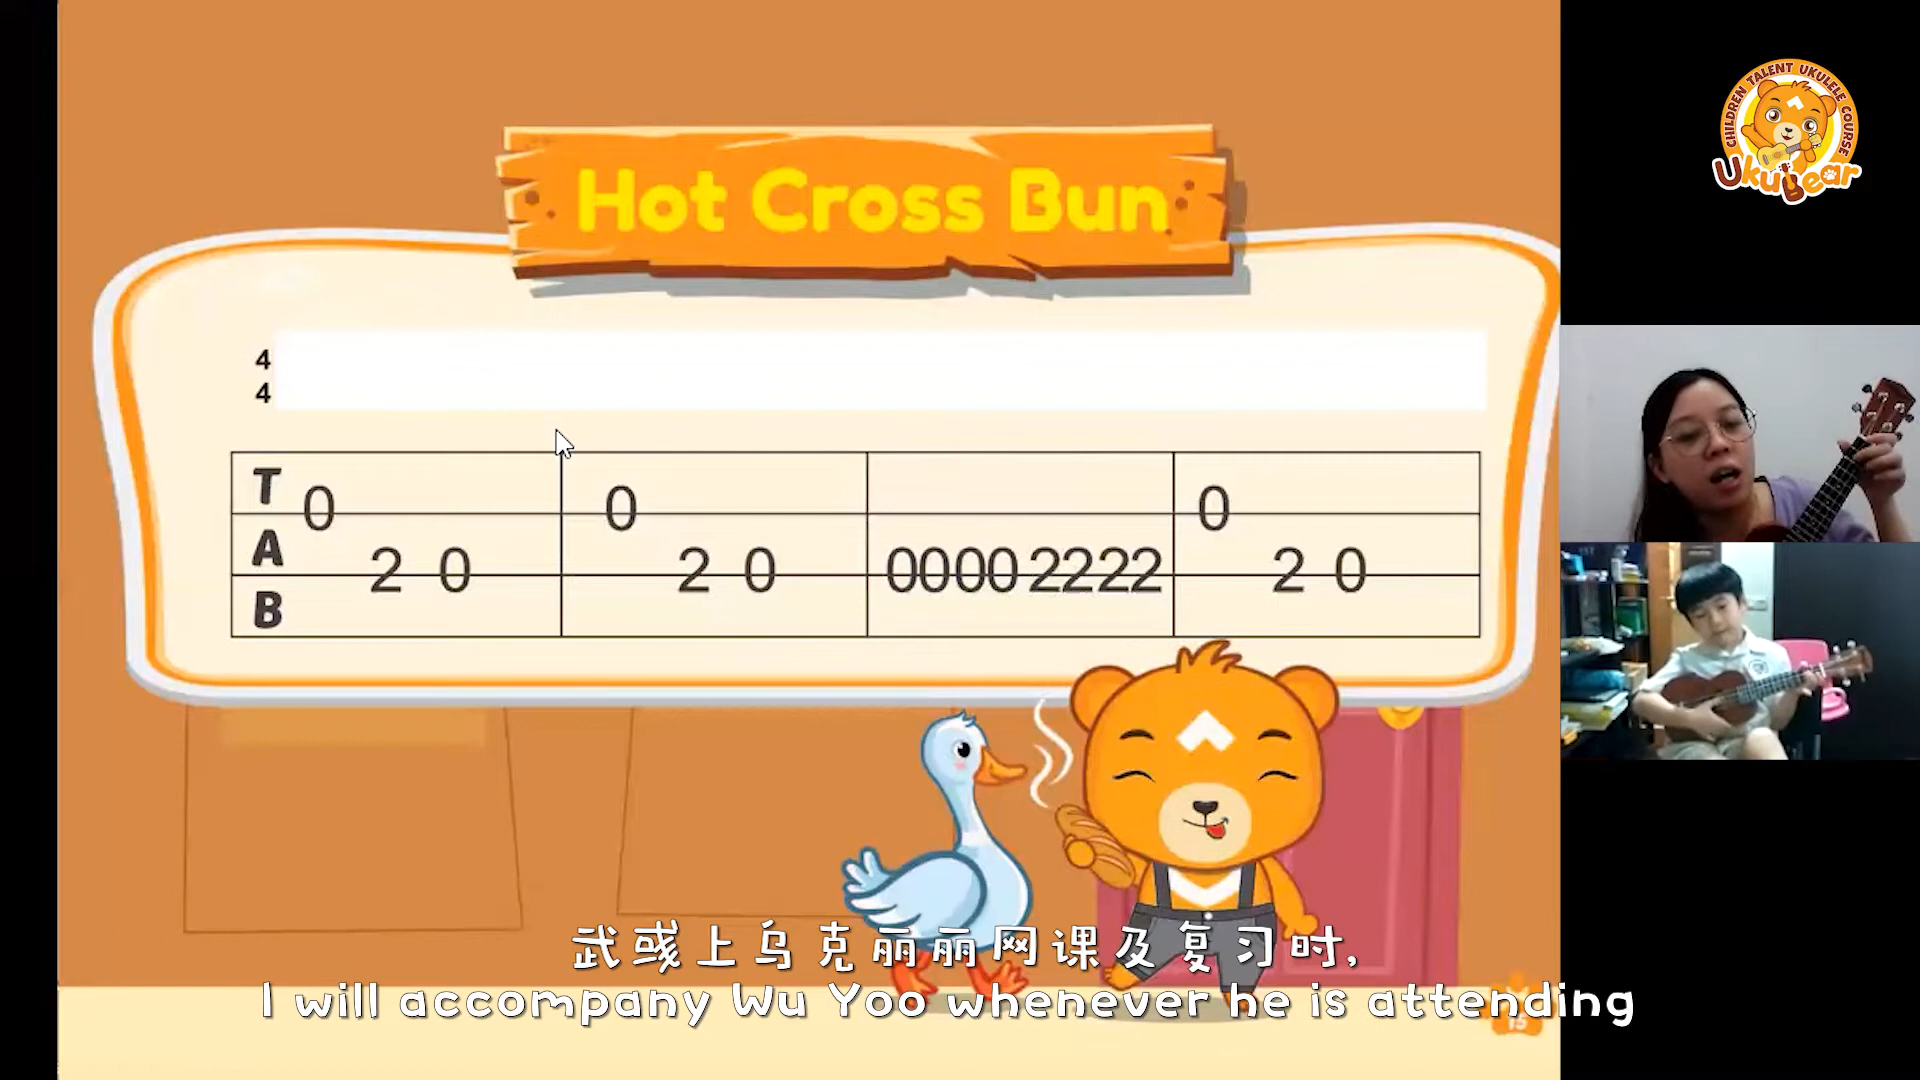 CHILDREN TALENT UKULELE COURSE
UkuBear
Hot Cross Bun
4
4
T
A
B
0 2 0 0 2 0 0000 2222 0 2 0
武彧上乌克丽丽网课及复习时,
I will accompany Wu Yoo whenever he is attending
15